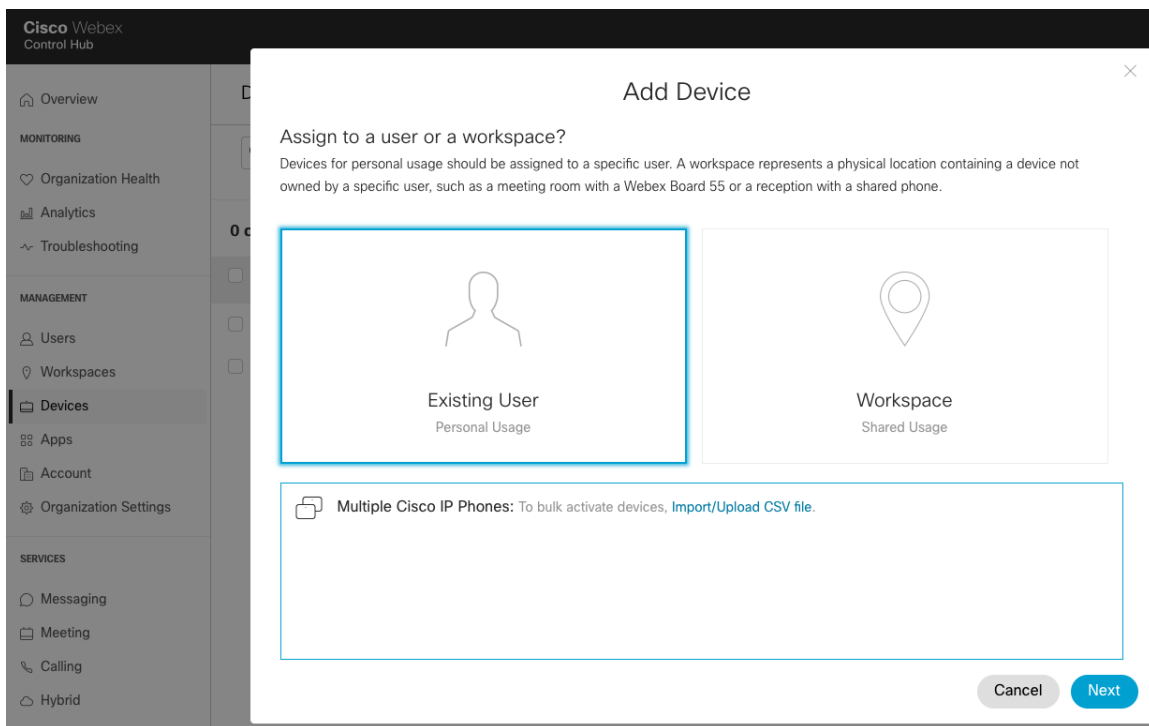 Cisco Webex
Control Hub
Overview
MONITORING
Organization Health
Analytics
Troubleshooting
MANAGEMENT
Users
Workspaces
Devices
Apps
Account
Organization Settings
SERVICES
Messaging
Meeting
Calling
Hybrid
Add Device
Assign to a user or a workspace?
Devices for personal usage should be assigned to a specific user. A workspace represents a physical location containing a device not
owned by a specific user, such as a meeting room with a Webex Board 55 or a reception with a shared phone.
Existing User
Personal Usage
Workspace
Shared Usage
Multiple Cisco IP Phones: To bulk activate devices, Import/Upload CSV file.
Cancel
Next